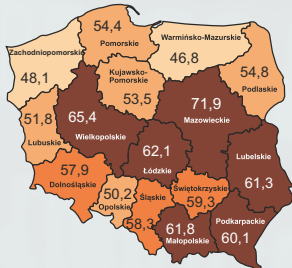 54,4
Pomorskie
Zachodniopomorskie
48,1
Warmińsko-Mazurskie
46,8
Kujawsko-
Pomorskie
53,5
54,8
Podlaskie
51,8
Lubuskie
65,4
Wielkopolskie
71,9
Mazowieckie
62,1
Łódzkie
Lubelskie
61,3
57,9
Dolnośląskie
50,2
Opolskie
Śląskie
58,3
Świętokrzyskie
59,3
61,8
Małopolskie
Podkarpackie
60,1